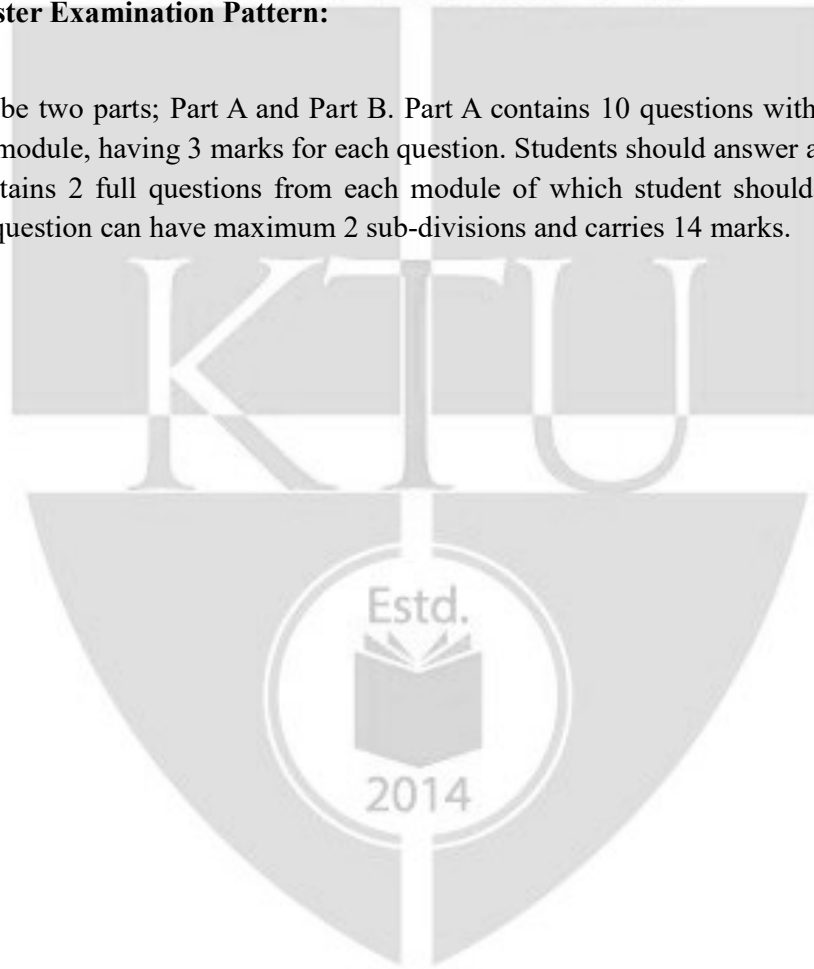 ster Examination Pattern:
be two parts; Part A and Part B. Part A contains 10 questions with
module, having 3 marks for each question. Students should answer a
tains 2 full questions from each module of which student should
question can have maximum 2 sub-divisions and carries 14 marks.
KTU
Estd.
2014